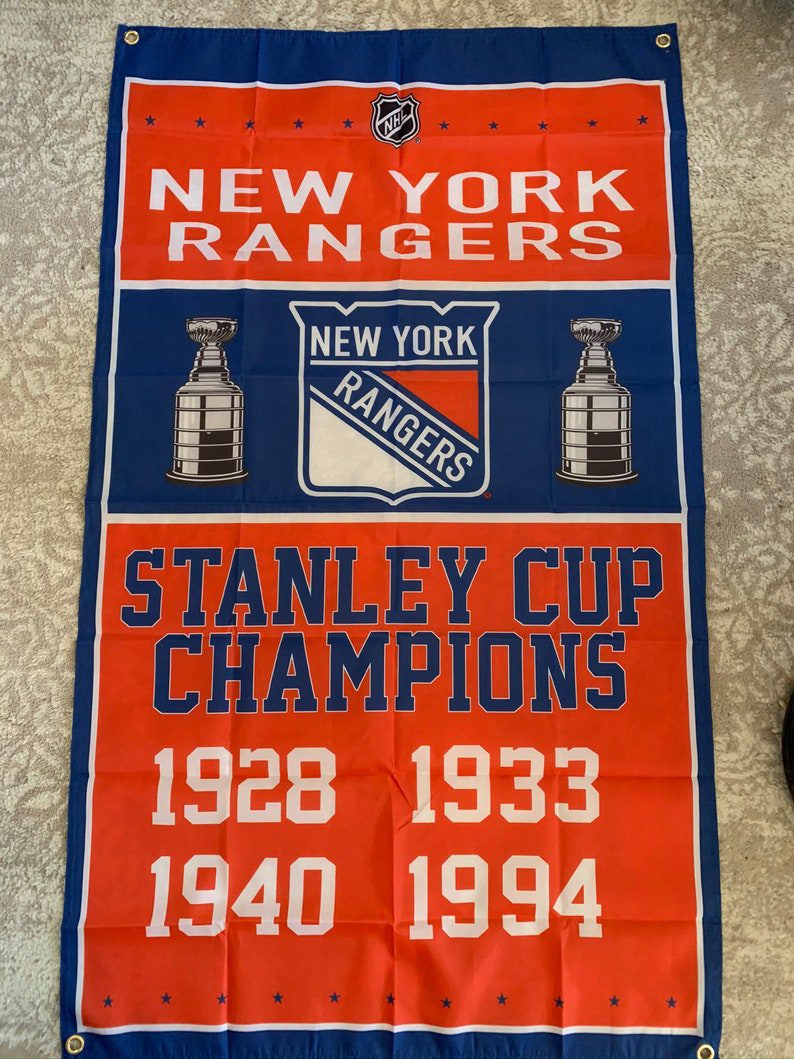 NHL
NEW YORK
RANGERS
NEW YORK
RANGERS
STANLEY CUP
CHAMPIONS
1928 1933
1940 1994